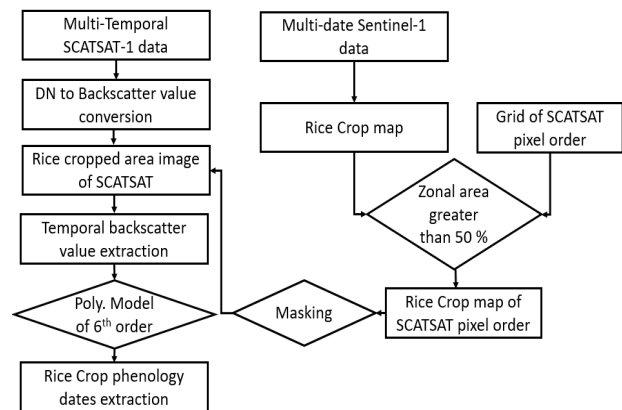 Multi-Temporal
SCATSAT-1 data
DN to Backscatter value
conversion
Rice cropped area image
of SCATSAT
Temporal backscatter
value extraction
Poly. Model
of 6th order
Rice Crop phenology
dates extraction
Multi-date Sentinel-1
data
Rice Crop map
Grid of SCATSAT
pixel order
Zonal area
greater
than 50 %
Rice Crop map of
SCATSAT pixel order
Masking